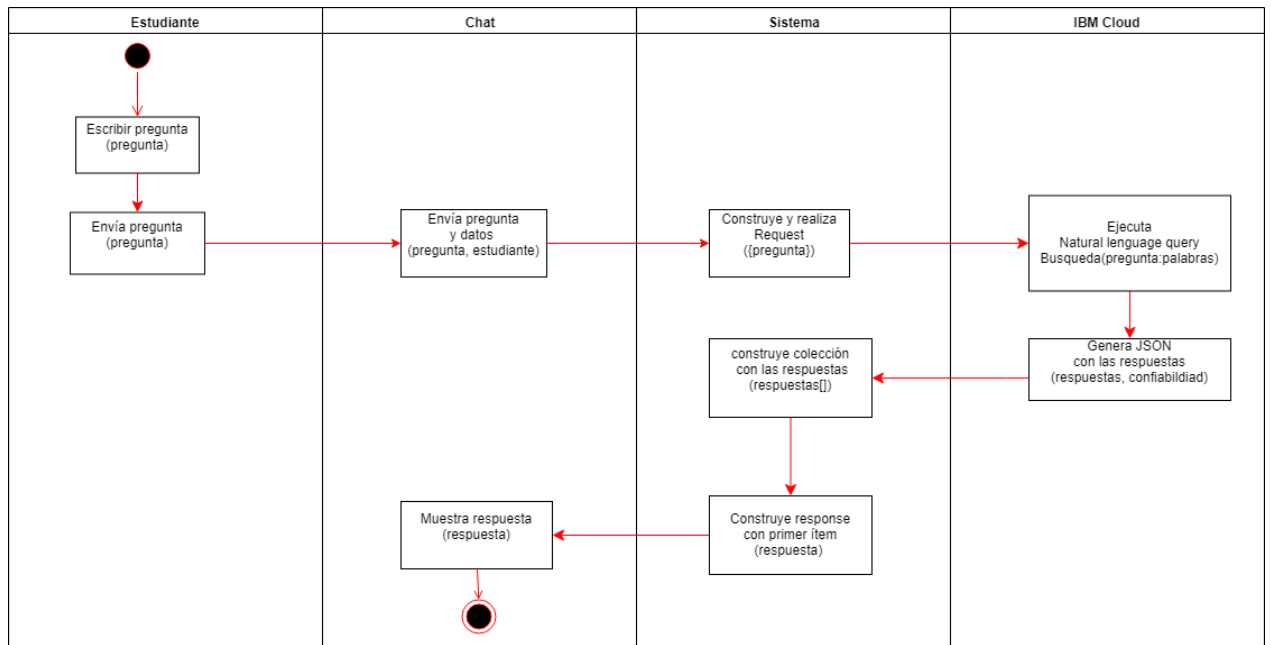 Estudiante
Chat
Sistema
IBM Cloud
Escribir pregunta
(pregunta)
Envía pregunta
(pregunta)
Envía pregunta
y datos
(pregunta, estudiante)
Construye y realiza
Request
({pregunta})
Ejecuta
Natural lenguage query
Busqueda(pregunta:palabras)
Genera JSON
con las respuestas
(respuestas, confiabildiad)
construye colección
con las respuestas
(respuestas[])
Construye response
con primer ítem
(respuesta)
Muestra respuesta
(respuesta)